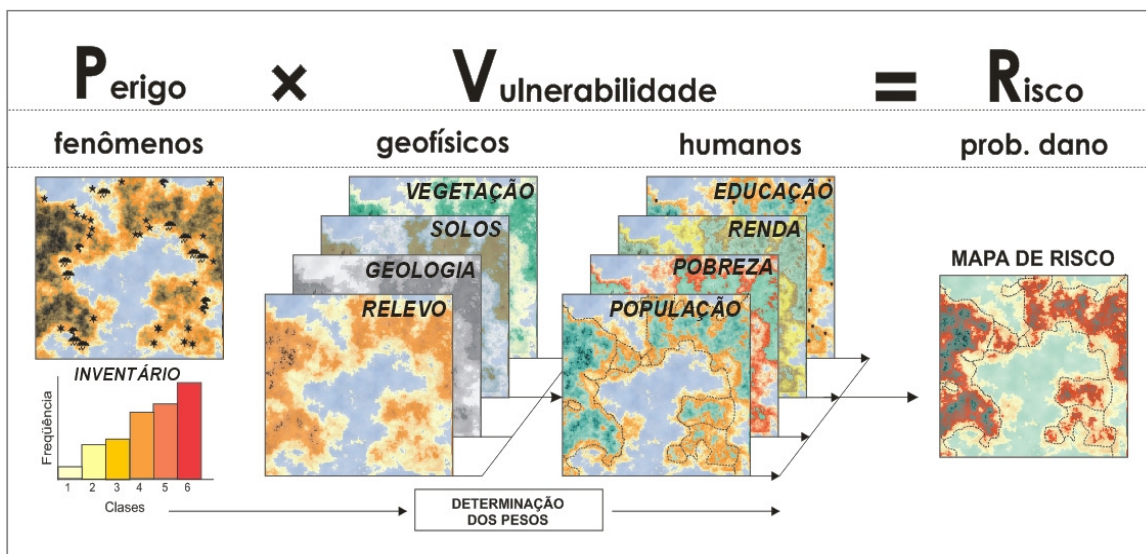 Perigo × Vulnerabilidade = Risco
fenômenos geofísicos humanos prob. dano
VEGETAÇÃO
SOLOS
GEOLOGIA
RELEVO
EDUCAÇÃO
RENDA
POBREZA
POPULAÇÃO
MAPA DE RISCO
INVENTÁRIO
Freqüência
1 2 3 4 5 6
Clases
DETERMINAÇÃO
DOS PESOS